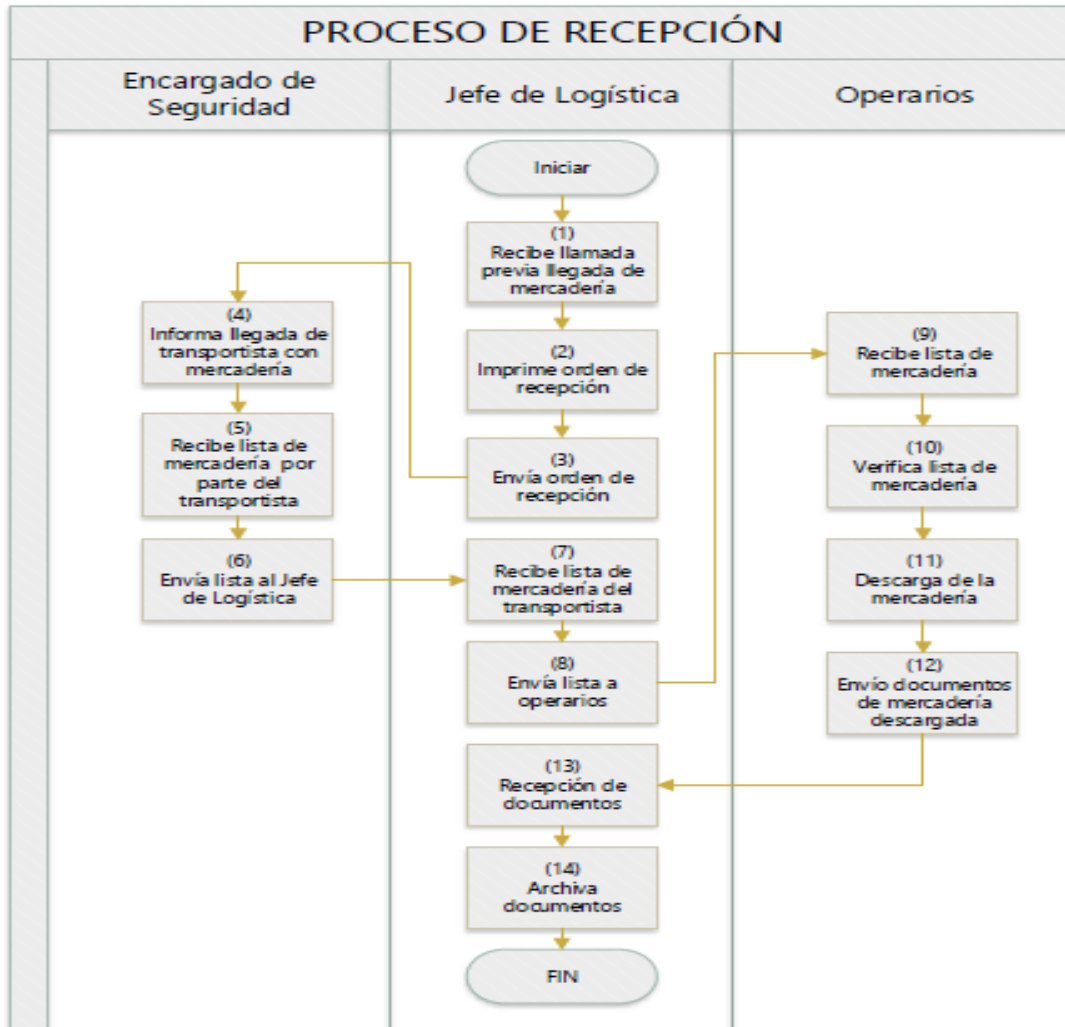 PROCESO DE RECEPCIÓN
Encargado de
Seguridad
Jefe de Logística
Operarios
Iniciar
(1)
Recibe llamada
previa llegada de
mercadería
(2)
Imprime orden de
recepción
(3)
Envía orden de
recepción
(4)
Informa llegada de
transportista con
mercadería
(5)
Recibe lista de
mercadería por
parte del
transportista
(6)
Envía lista al Jefe
de Logística
(7)
Recibe lista de
mercadería del
transportista
(8)
Envía lista a
operarios
(9)
Recibe lista de
mercadería
(10)
Verifica lista de
mercadería
(11)
Descarga de la
mercadería
(12)
Envío documentos
de mercadería
descargada
(13)
Recepción de
documentos
(14)
Archiva
documentos
FIN